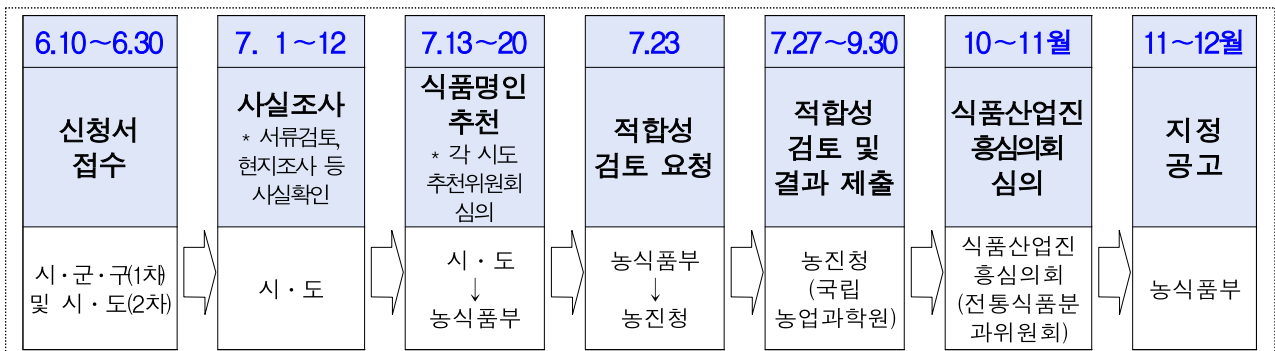 6.10～6.30
신청서
접수
시·군·구(1차)
및 시·도(2차)
7. 1～12
사실조사
* 서류검토,
현지조사 등
사실확인
시·도
7.13～20
식품명인
추천
* 각 시도
추천위원회
심의
시·도
↓
농식품부
7.23
적합성
검토 요청
농식품부
↓
농진청
7.27～9.30
적합성
검토 및
결과 제출
농진청
(국립
농업과학원)
10～11월
식품산업진
흥심의회
심의
식품산업진
흥심의회
(전통식품분
과위원회)
11～12월
지정
공고
농식품부